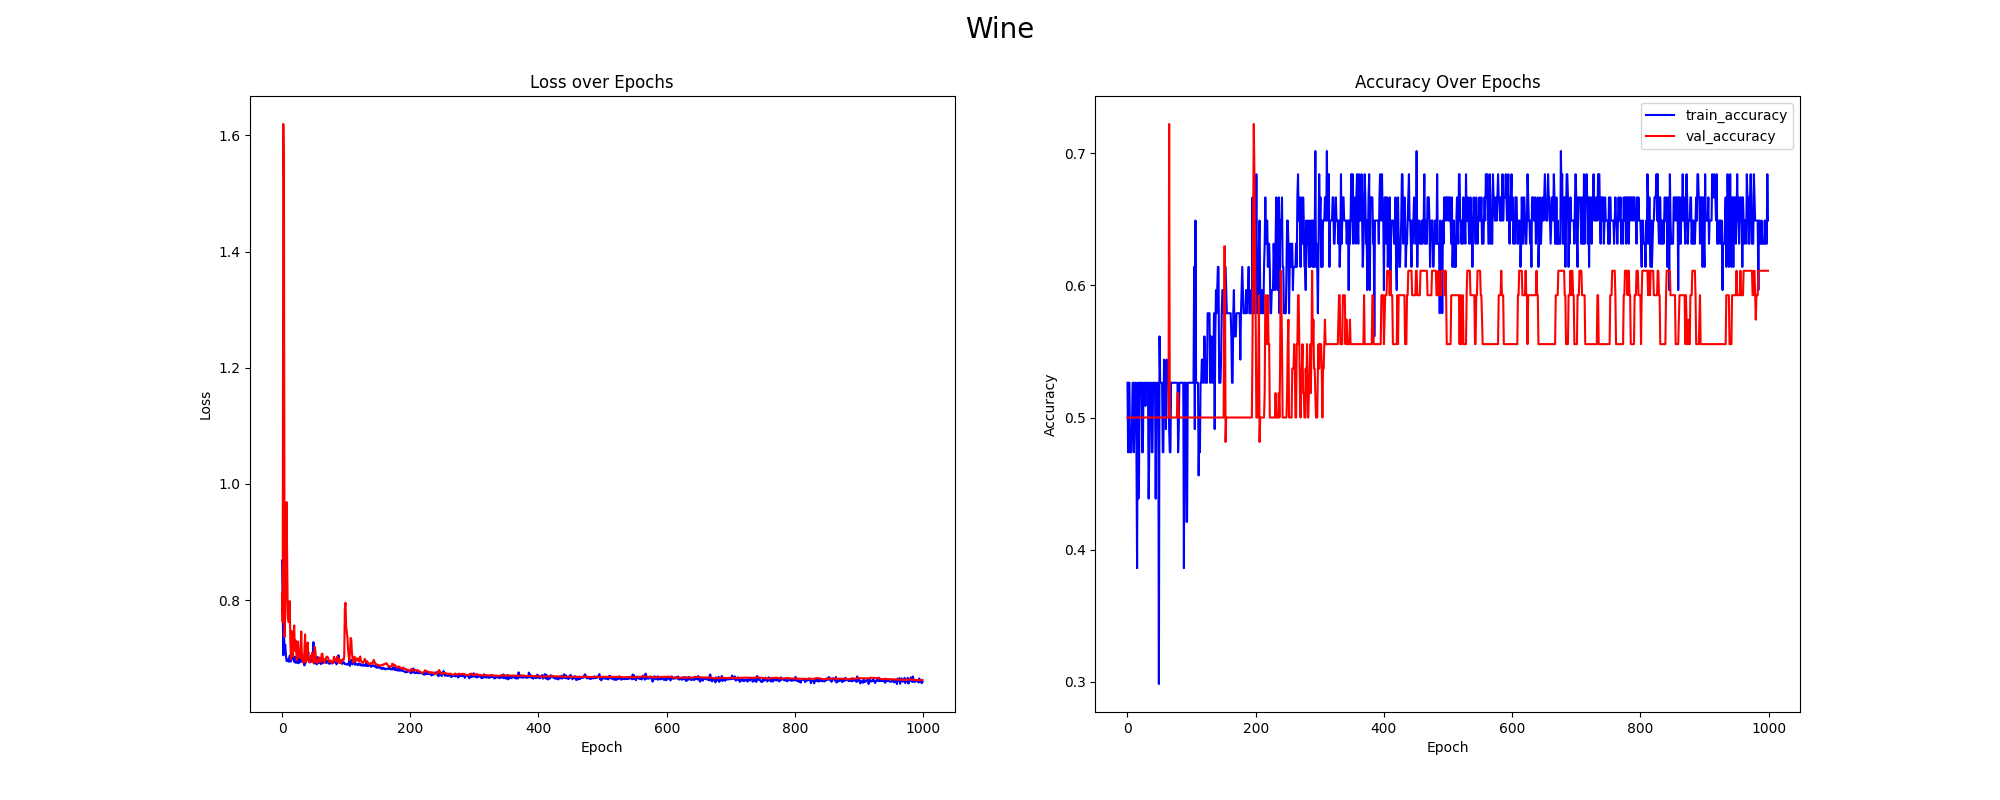 Wine
Loss over Epochs
1.6
1.4
1.2
1.0
0.8
Loss
0
200
400
600
800
1000
Epoch
Accuracy Over Epochs
train_accuracy
val_accuracy
0.7
0.6
0.5
0.4
0.3
Accuracy
0
200
400
600
800
1000
Epoch